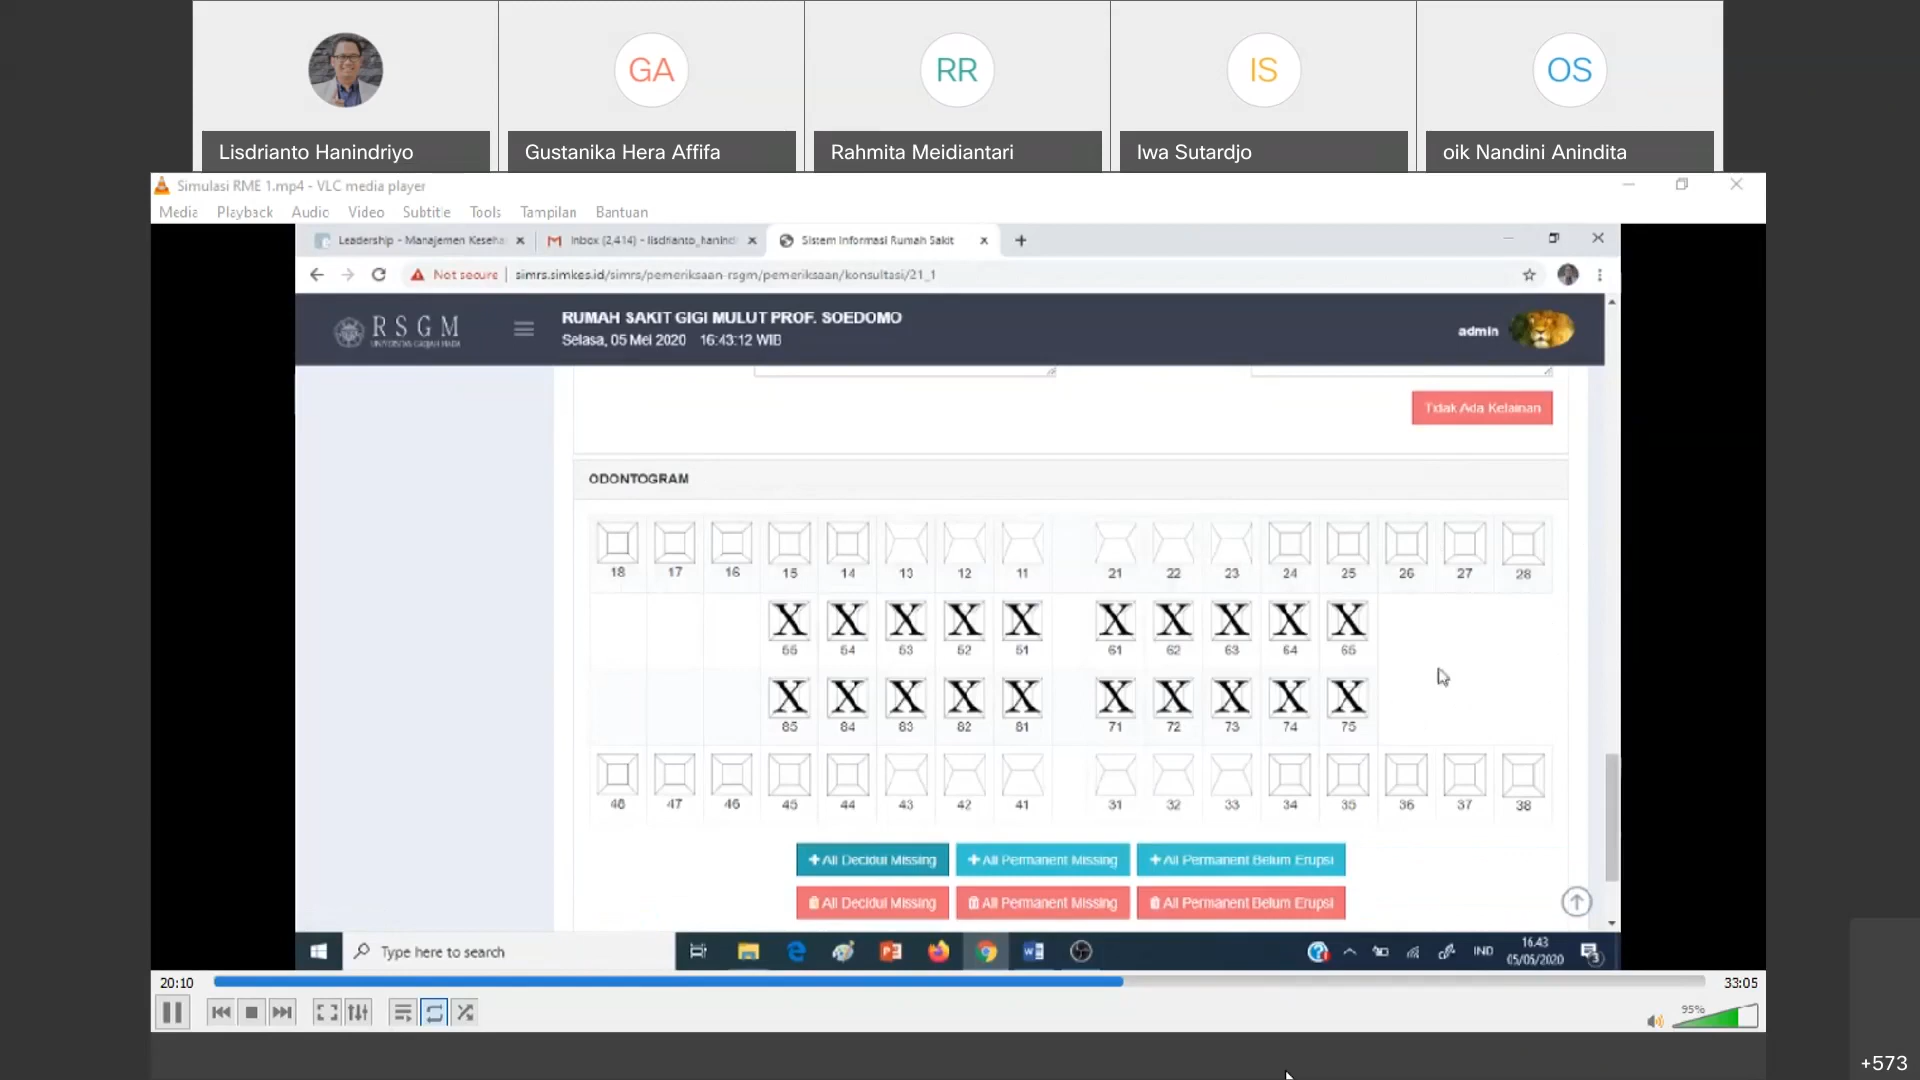 GA
RR
IS
OS
Lisdrianto Hanindriyo
Gustanika Hera Affifa
Rahmita Meidiantari
Iwa Sutardjo
oik Nandini Anindita
Simulasi RME 1.mp4 - VLC media player
Media Playback Audio Video Subtitle Tools Tampilan Bantuan
Leadership - Manajemen Keseha
Inbox (2,414) - lisdrianto_hanind
Sistem Informasi Rumah Sakit
Not secure | simrs.simkes.id/simrs/pemeriksaan-rsgm/pemeriksaan/konsultasi/21_1
RSGM
UNIVERSITAS GADJAH MADA
RUMAH SAKIT GIGI MULUT PROF. SOEDOMO
Selasa, 05 Mei 2020 16:43:12 WIB
admin
Tidak Ada Kelainan
ODONTOGRAM
18 17 16 15 14 13 12 11 21 22 23 24 25 26 27 28
X X X X X X X X X X
55 54 53 52 51 61 62 63 64 65
X X X X X X X X X X
85 84 83 82 81 71 72 73 74 75
48 47 46 45 44 43 42 41 31 32 33 34 35 36 37 38
+All Decidui Missing
+All Permanent Missing
+All Permanent Belum Erupsi
All Decidui Missing
All Permanent Missing
All Permanent Belum Erupsi
Type here to search
IND
16.43
05/05/2020
3
20:10
33:05
95%
+573